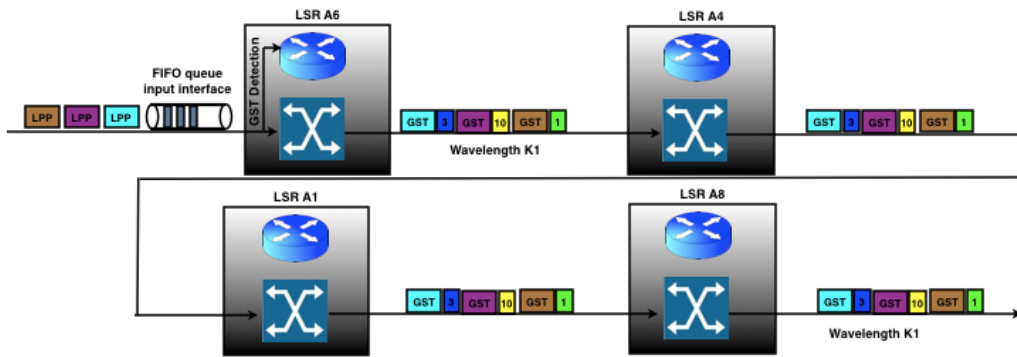 LSR A6
LSR A4
FIFO queue
input interface
GST Detection
LPP LPP LPP
GST 3 GST 10 GST 1
GST 3 GST 10 GST 1
Wavelength K1
LSR A1
LSR A8
GST 3 GST 10 GST 1
GST 3 GST 10 GST 1
Wavelength K1